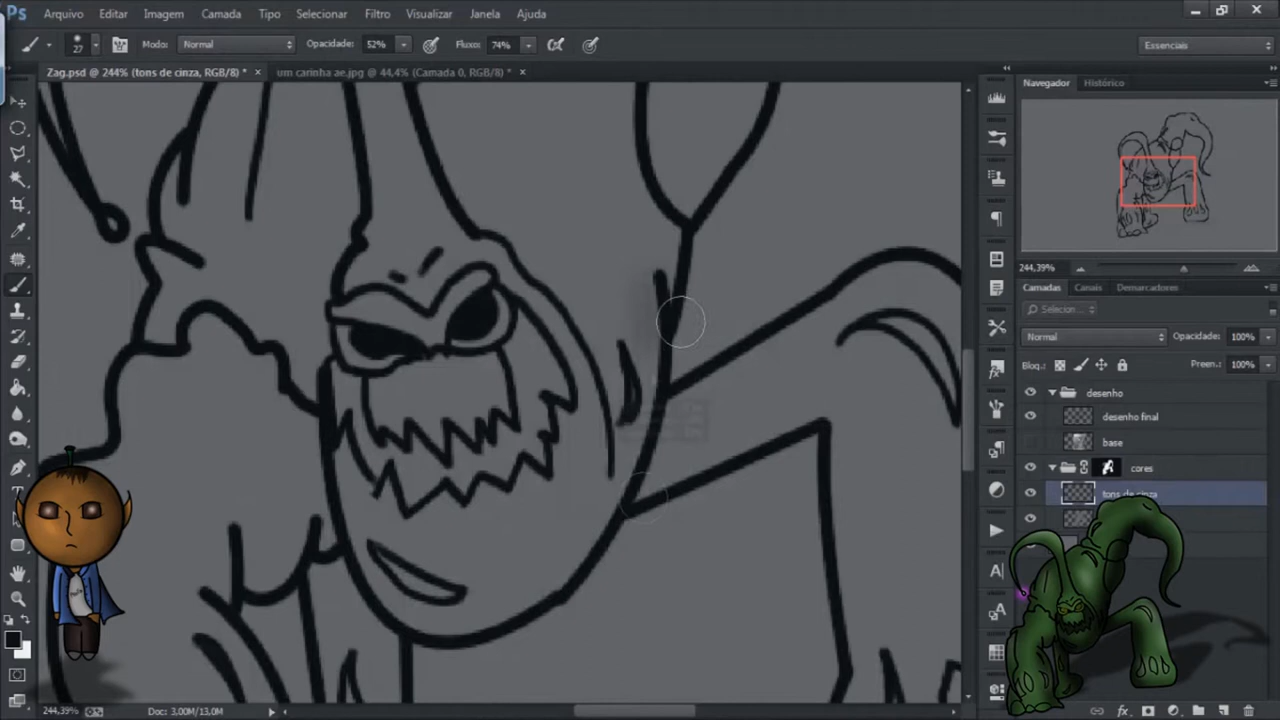 Ps Arquivo Editar Imagem Camada Tipo Selecionar Filtro Visualizar Janela Ajuda
27 Modo: Normal Opacidade: 52% Fluxo: 74% Essenciais
Zag.psd @ 244% (tons de cinza, RGB/8) * × um carinha ae.jpg @ 44,4% (Camada 0, RGB/8) * ×
Navegador Histórico
244,39%
Camadas Canais Demarcadores
Selecion...
Normal Opacidade: 100%
Bloq.: Preen.: 100%
desenho
desenho final
base
cores
tons de cinza
244,39% Doc: 3,00M/13,0M